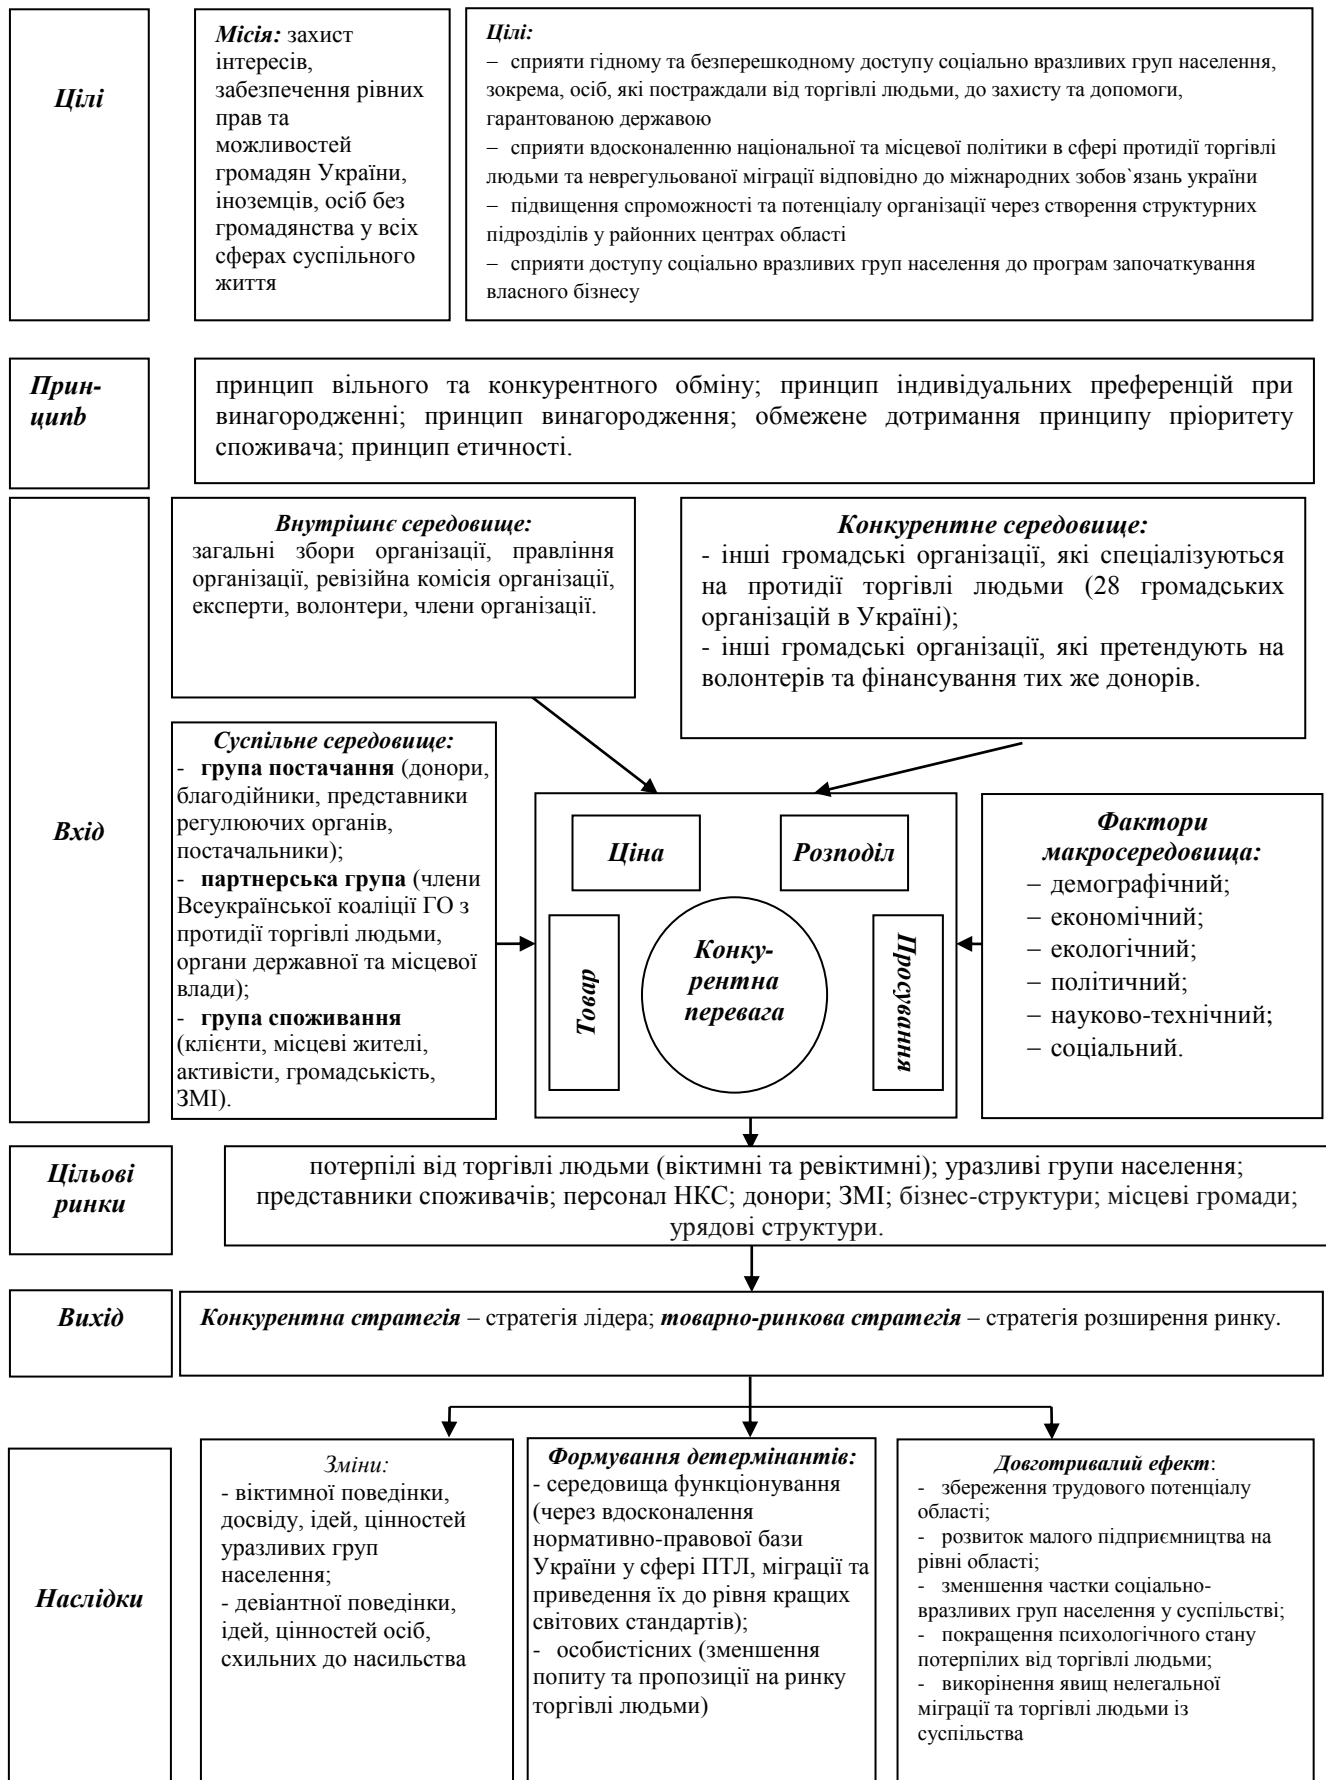 Цілі
Місія: захист
інтересів,
забезпечення рівних
прав та
можливостей
громадян України,
іноземців, осіб без
громадянства у всіх
сферах суспільного
життя
Цілі:
– сприяти гідному та безперешкодному доступу соціально вразливих груп населення,
зокрема, осіб, які постраждали від торгівлі людьми, до захисту та допомоги,
гарантованою державою
– сприяти вдосконаленню національної та місцевої політики в сфері протидії торгівлі
людьми та неврегульованої міграції відповідно до міжнародних зобов`язань україни
– підвищення спроможності та потенціалу організації через створення структурних
підрозділів у районних центрах області
– сприяти доступу соціально вразливих груп населення до програм започаткування
власного бізнесу
Прин-
ципb
принцип вільного та конкурентного обміну; принцип індивідуальних преференцій при
винагородженні; принцип винагородження; обмежене дотримання принципу пріоритету
споживача; принцип етичності.
Вхід
Внутрішнє середовище:
загальні збори організації, правління
організації, ревізійна комісія організації,
експерти, волонтери, члени організації.
Конкурентне середовище:
- інші громадські організації, які спеціалізуються
на протидії торгівлі людьми (28 громадських
організацій в Україні);
- інші громадські організації, які претендують на
волонтерів та фінансування тих же донорів.
Суспільне середовище:
- група постачання (донори,
благодійники, представники
регулюючих органів,
постачальники);
- партнерська група (члени
Всеукраїнської коаліції ГО з
протидії торгівлі людьми,
органи державної та місцевої
влади);
- група споживання
(клієнти, місцеві жителі,
активісти, громадськість,
ЗМІ).
Ціна
Розподіл
Товар
Конку-
рентна
перевага
Просування
Фактори
макросередовища:
– демографічний;
– економічний;
– екологічний;
– політичний;
– науково-технічний;
– соціальний.
Цільові
ринки
потерпілі від торгівлі людьми (віктимні та ревіктимні); уразливі групи населення;
представники споживачів; персонал НКС; донори; ЗМІ; бізнес-структури; місцеві громади;
урядові структури.
Вихід
Конкурентна стратегія – стратегія лідера; товарно-ринкова стратегія – стратегія розширення ринку.
Наслідки
Зміни:
- віктимної поведінки,
досвіду, ідей, цінностей
уразливих груп
населення;
- девіантної поведінки,
ідей, цінностей осіб,
схильних до насильства
Формування детермінантів:
- середовища функціонування
(через вдосконалення
нормативно-правової бази
України у сфері ПТЛ, міграції та
приведення їх до рівня кращих
світових стандартів);
- особистісних (зменшення
попиту та пропозиції на ринку
торгівлі людьми)
Довготривалий ефект:
- збереження трудового потенціалу
області;
- розвиток малого підприємництва на
рівні області;
- зменшення частки соціально-
вразливих груп населення у суспільстві;
- покращення психологічного стану
потерпілих від торгівлі людьми;
- викорінення явищ нелегальної
міграції та торгівлі людьми із
суспільства